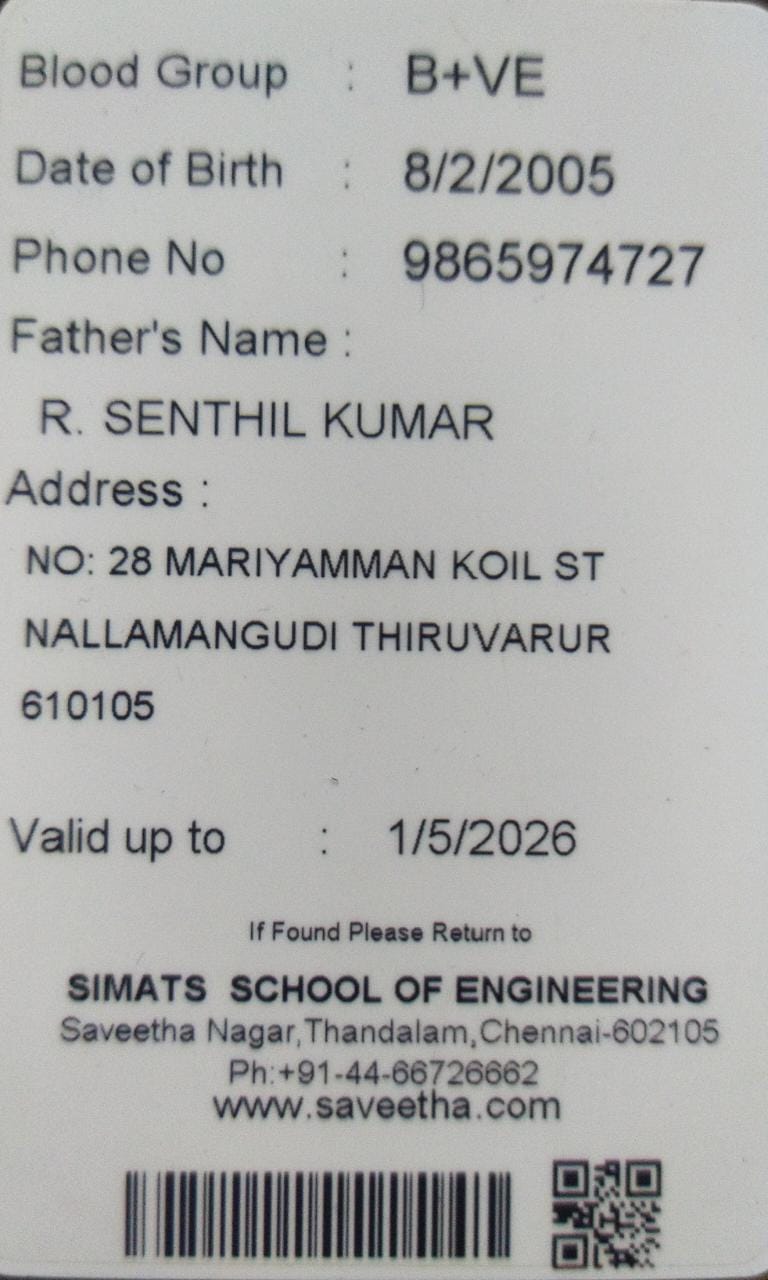 Blood Group : B+VE
Date of Birth : 8/2/2005
Phone No : 9865974727
Father's Name :
R. SENTHIL KUMAR
Address :
NO: 28 MARIYAMMAN KOIL ST
NALLAMANGUDI THIRUVARUR
610105
Valid up to : 1/5/2026
If Found Please Return to
SIMATS SCHOOL OF ENGINEERING
Saveetha Nagar,Thandalam,Chennai-602105
Ph:+91-44-66726662
www.saveetha.com